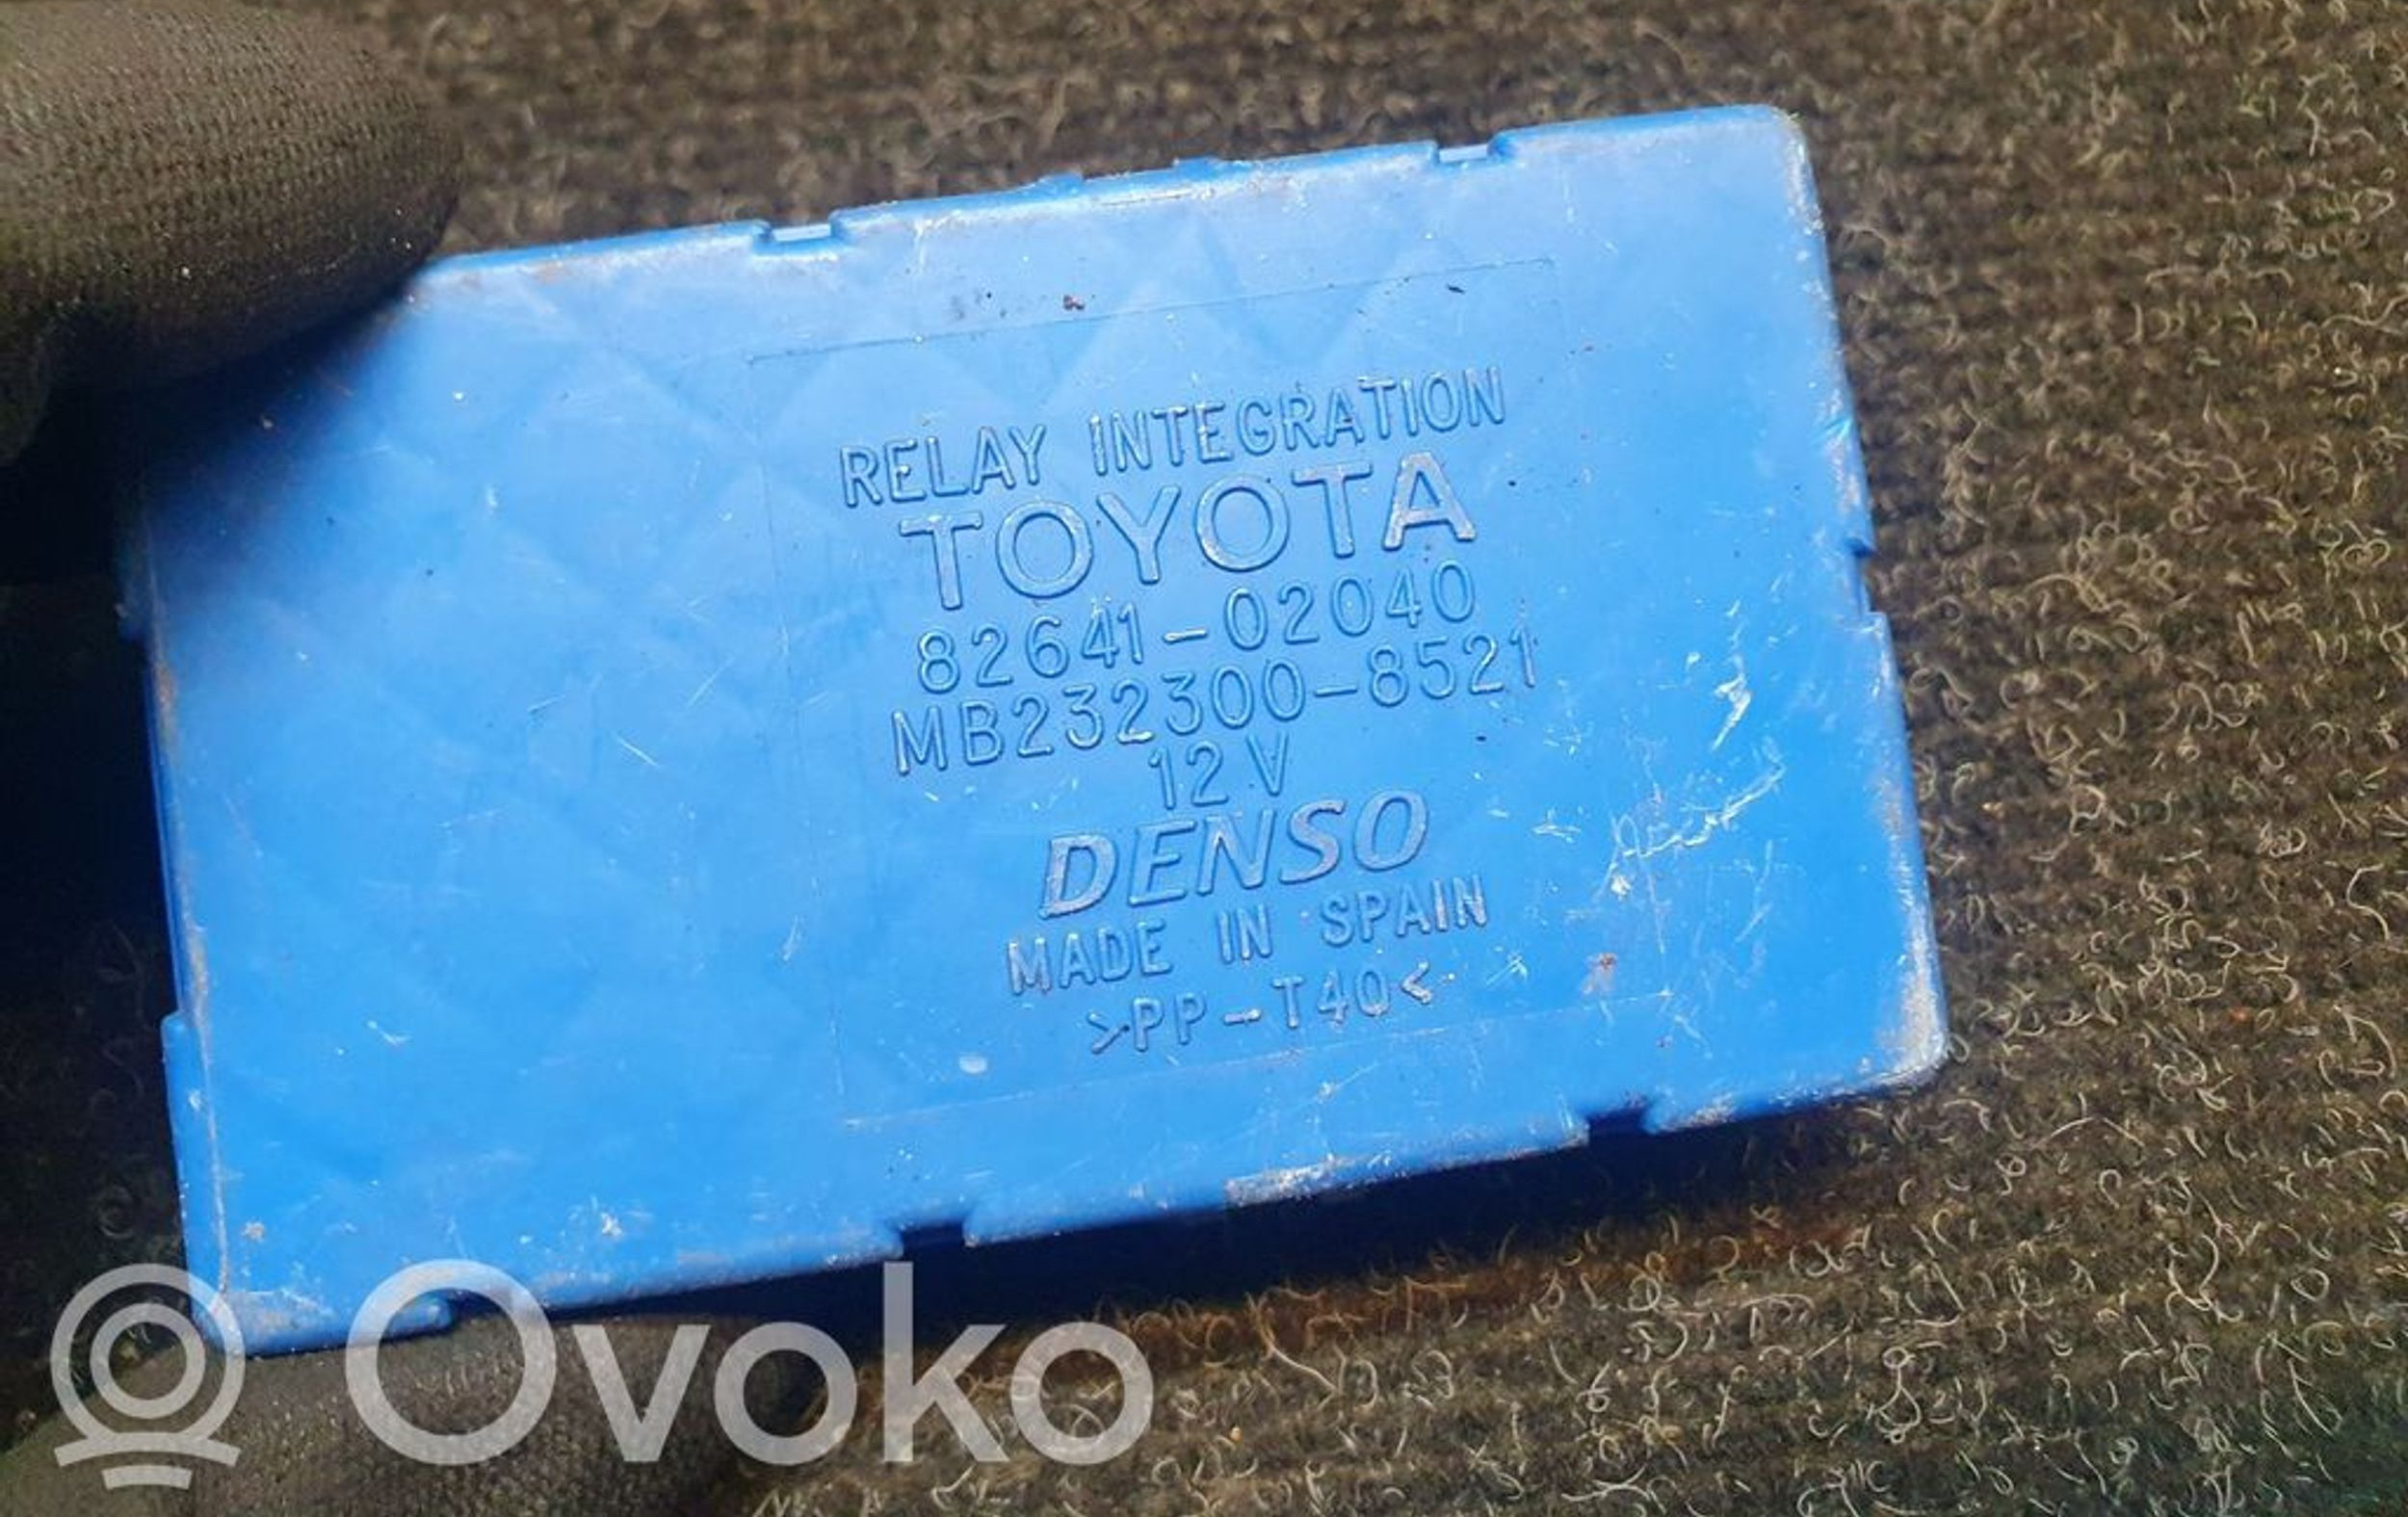 RELAY INTEGRATION
TOYOTA
82641-02040
MB232300-8521
12V
DENSO
MADE IN SPAIN
>PP-T40<
Ovoko